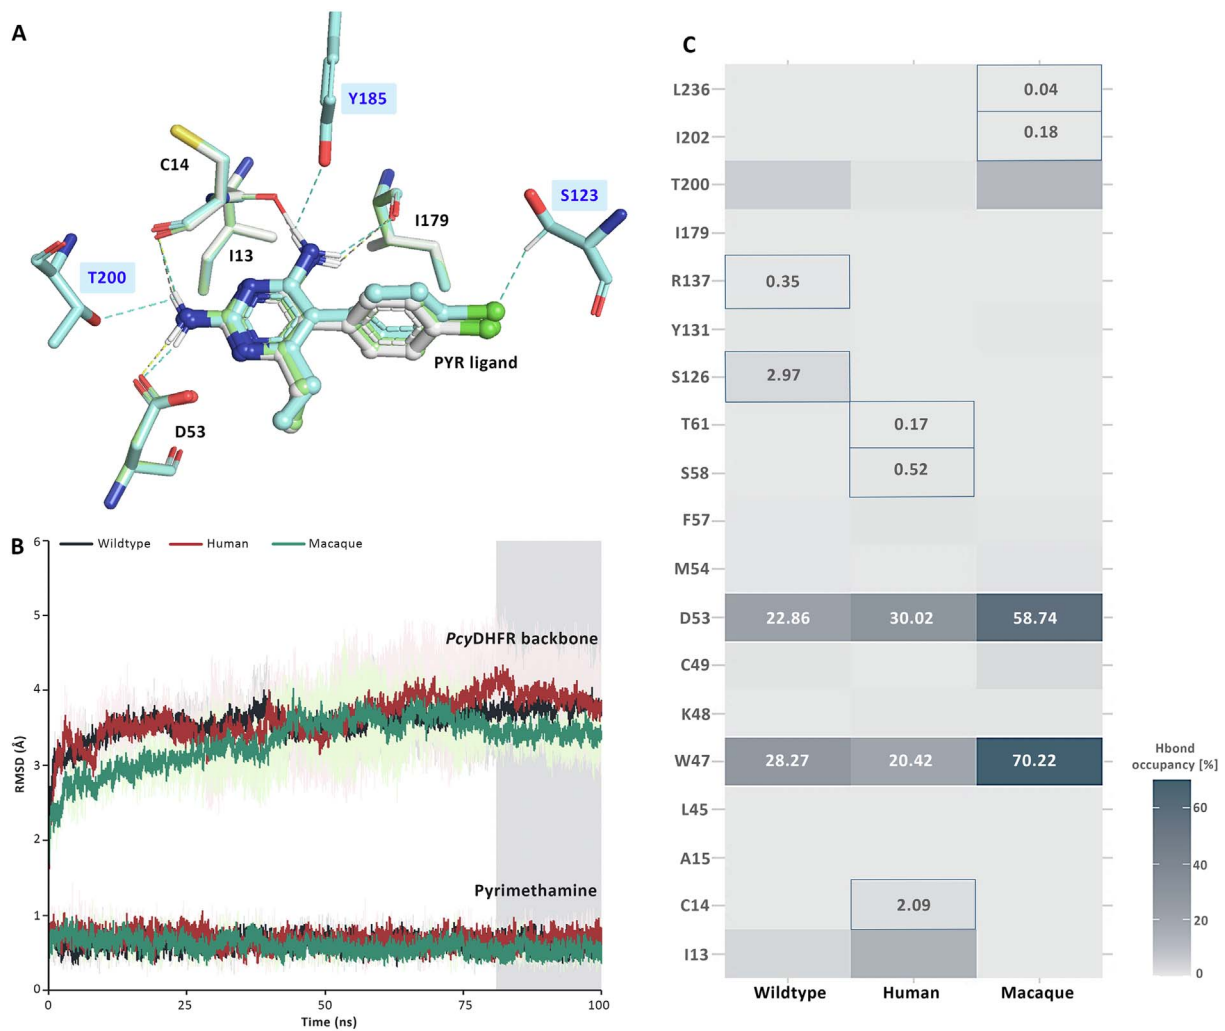 A
Y185
C14
S123
I179
I13
T200
PYR ligand
D53
B
Wildtype
Human
Macaque
6
5
4
3
2
1
0
RMSD (Å)
PcyDHFR backbone
Pyrimethamine
0
25
50
75
100
Time (ns)
C
L236
0.04
I202
0.18
T200
I179
R137
0.35
Y131
S126
2.97
T61
0.17
S58
0.52
F57
M54
D53
22.86
30.02
58.74
C49
K48
W47
28.27
20.42
70.22
L45
A15
C14
2.09
I13
Wildtype
Human
Macaque
Hbond
occupancy [%]
60
40
20
0